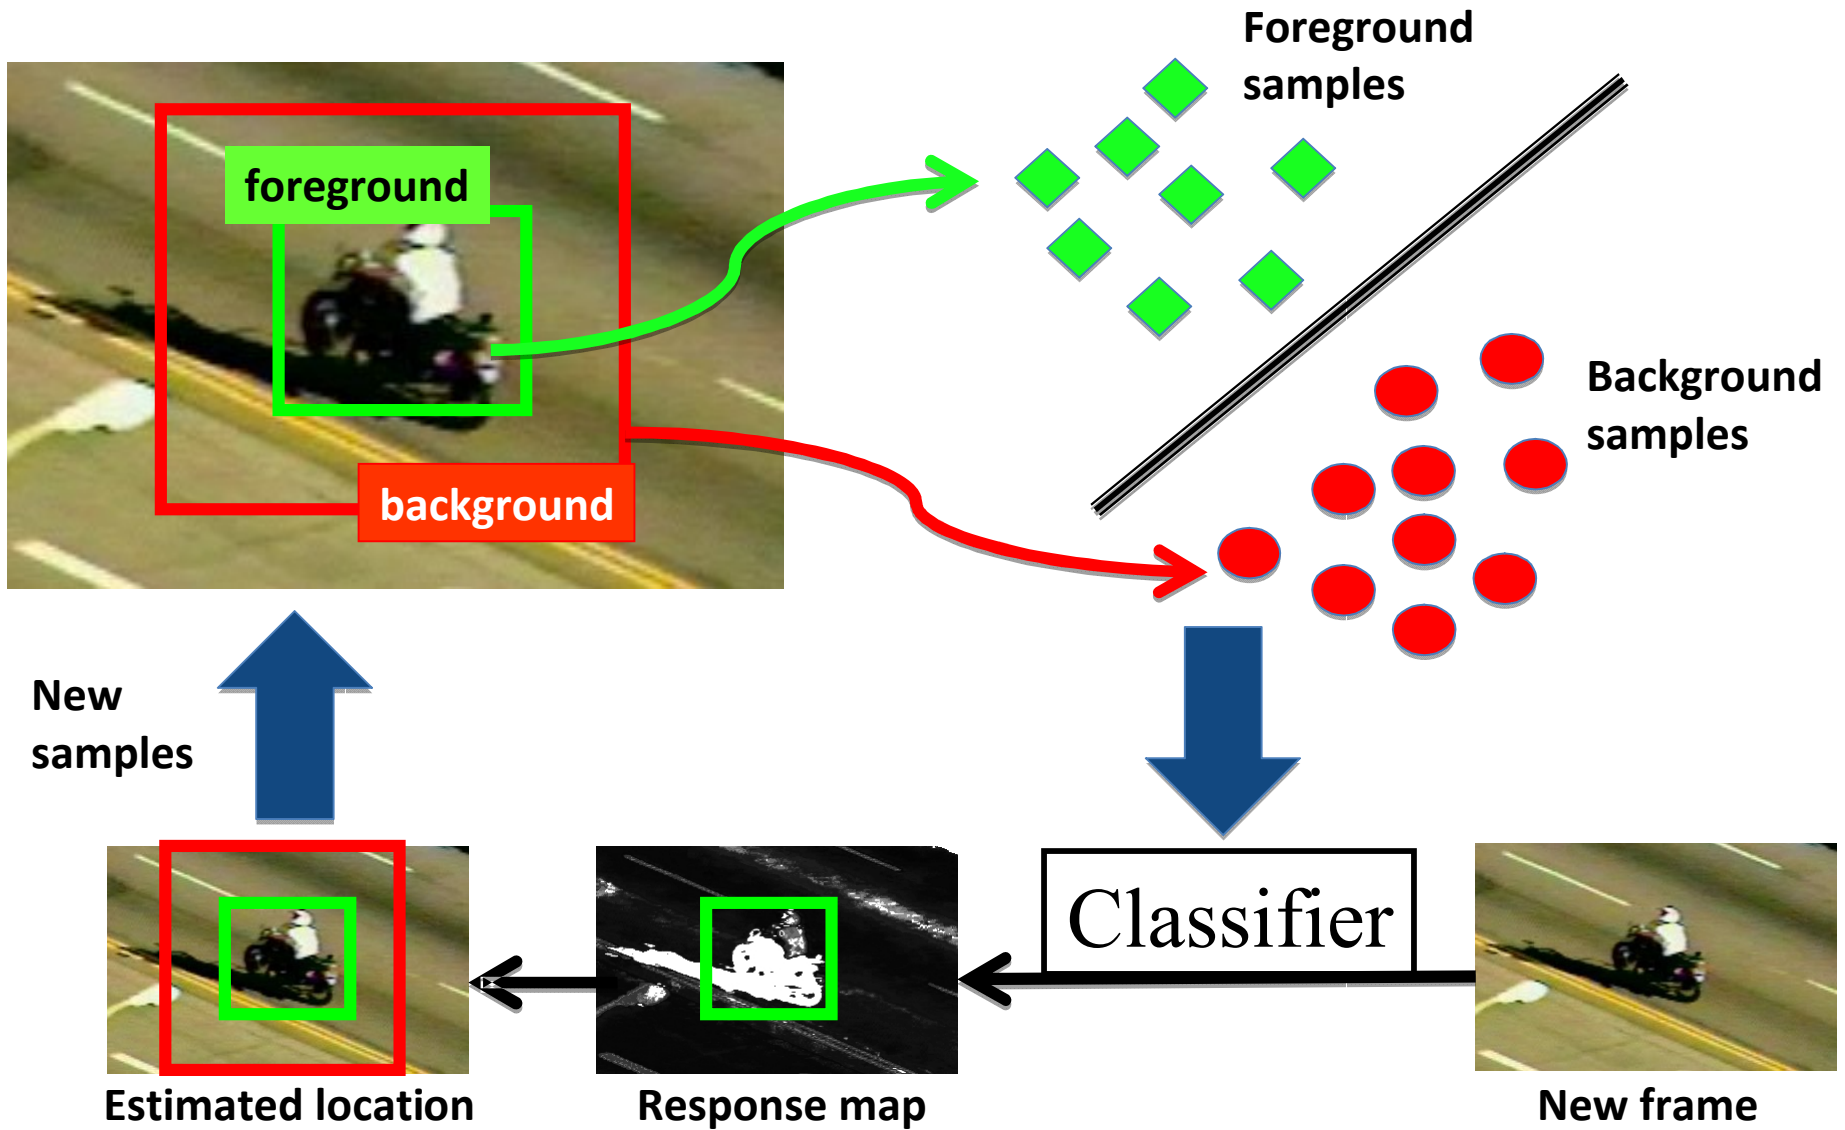 Foreground
samples
foreground
background
Background
samples
New
samples
Classifier
Estimated location
Response map
New frame